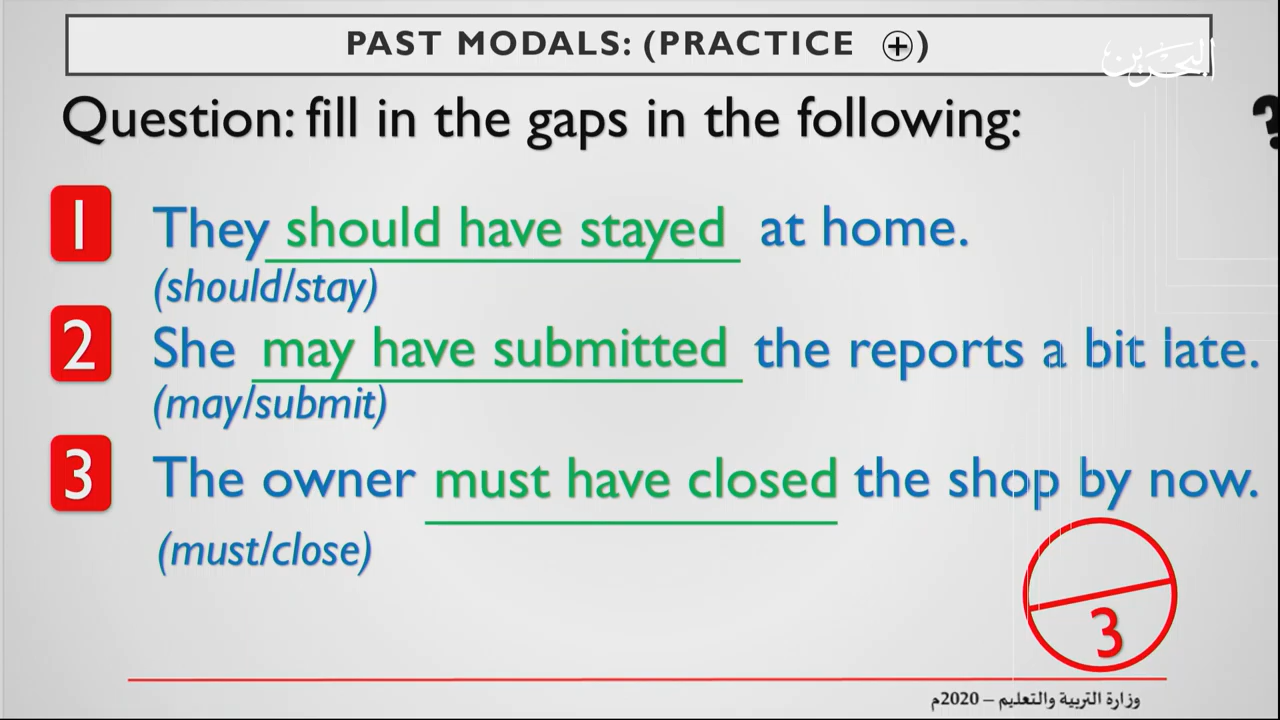 PAST MODALS: (PRACTICE +)
البحرين
Question: fill in the gaps in the following:
?
1 They should have stayed at home.
(should/stay)
2 She may have submitted the reports a bit late.
(may/submit)
3 The owner must have closed the shop by now.
(must/close)
3
وزارة التربية والتعليم – 2020م